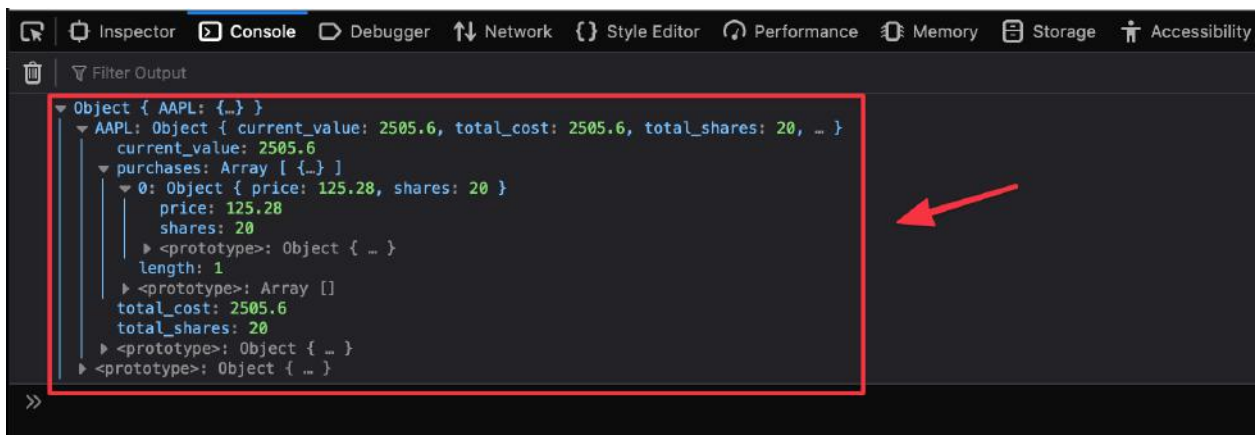 Inspector Console Debugger Network {} Style Editor Performance Memory Storage Accessibility
Filter Output
Object { AAPL: {…} }
AAPL: Object { current_value: 2505.6, total_cost: 2505.6, total_shares: 20, … }
current_value: 2505.6
purchases: Array [ {…} ]
0: Object { price: 125.28, shares: 20 }
price: 125.28
shares: 20
<prototype>: Object { … }
length: 1
<prototype>: Array []
total_cost: 2505.6
total_shares: 20
<prototype>: Object { … }
<prototype>: Object { … }
»